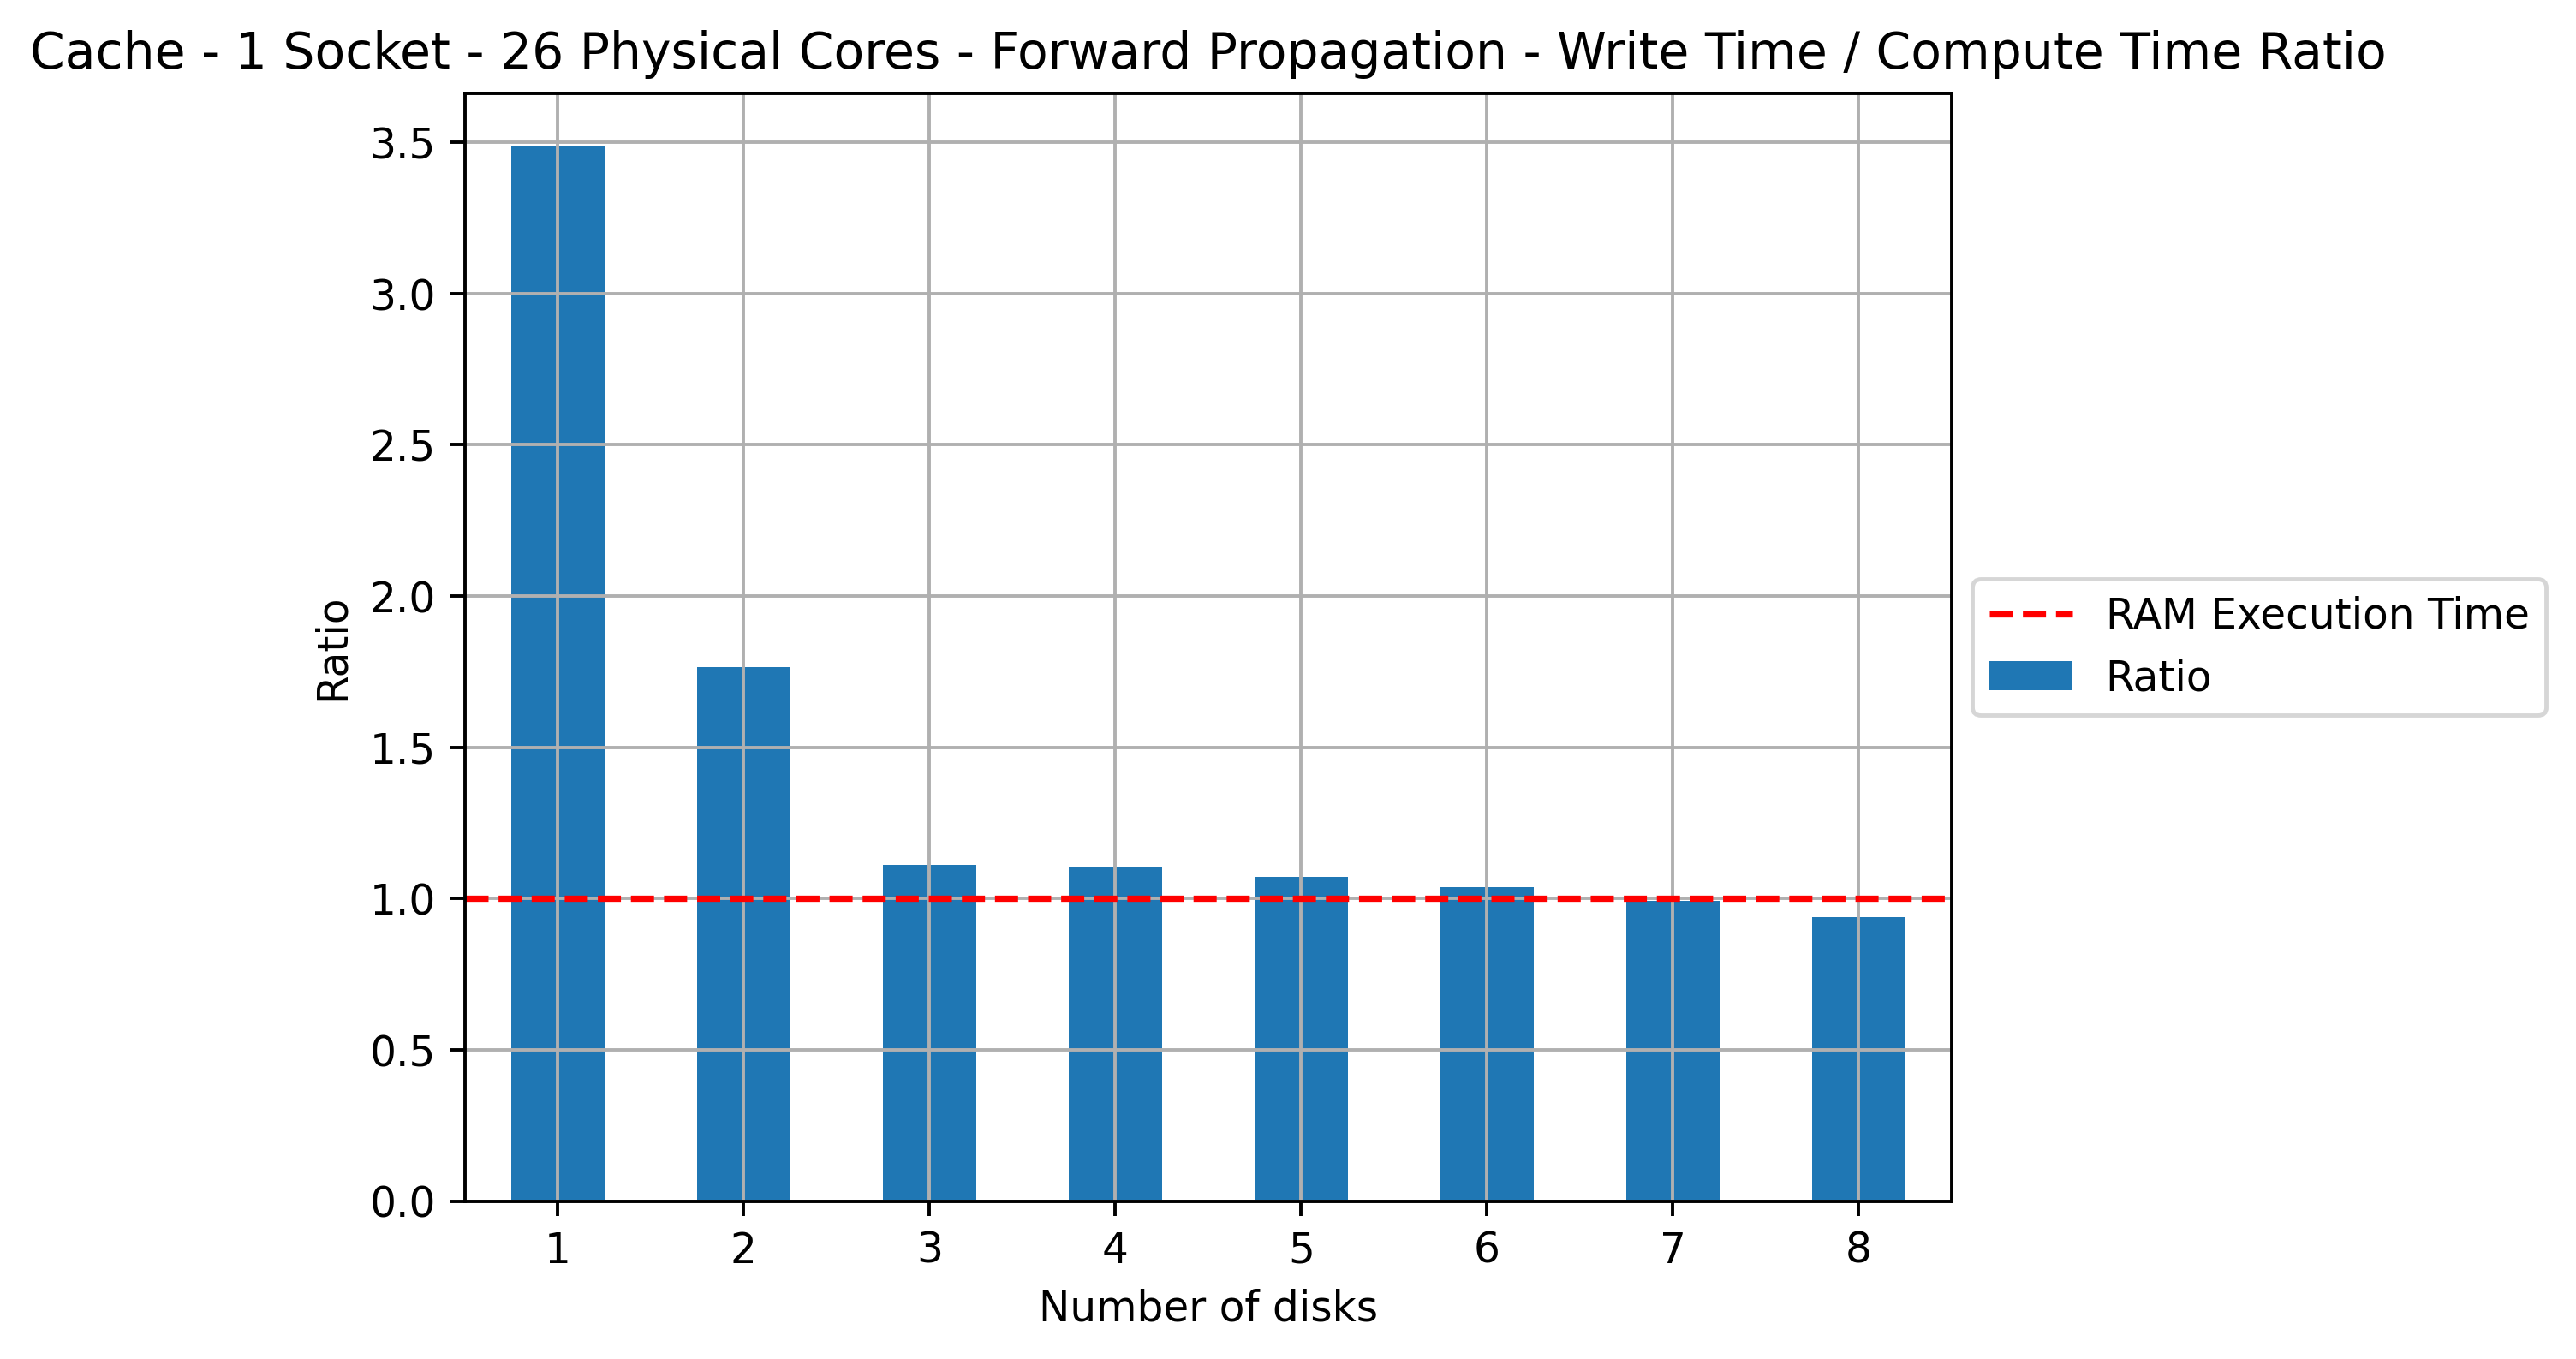 Cache - 1 Socket - 26 Physical Cores - Forward Propagation - Write Time / Compute Time Ratio
3.5
3.0
2.5
2.0
1.5
1.0
0.5
0.0
Ratio
1 2 3 4 5 6 7 8
Number of disks
RAM Execution Time
Ratio